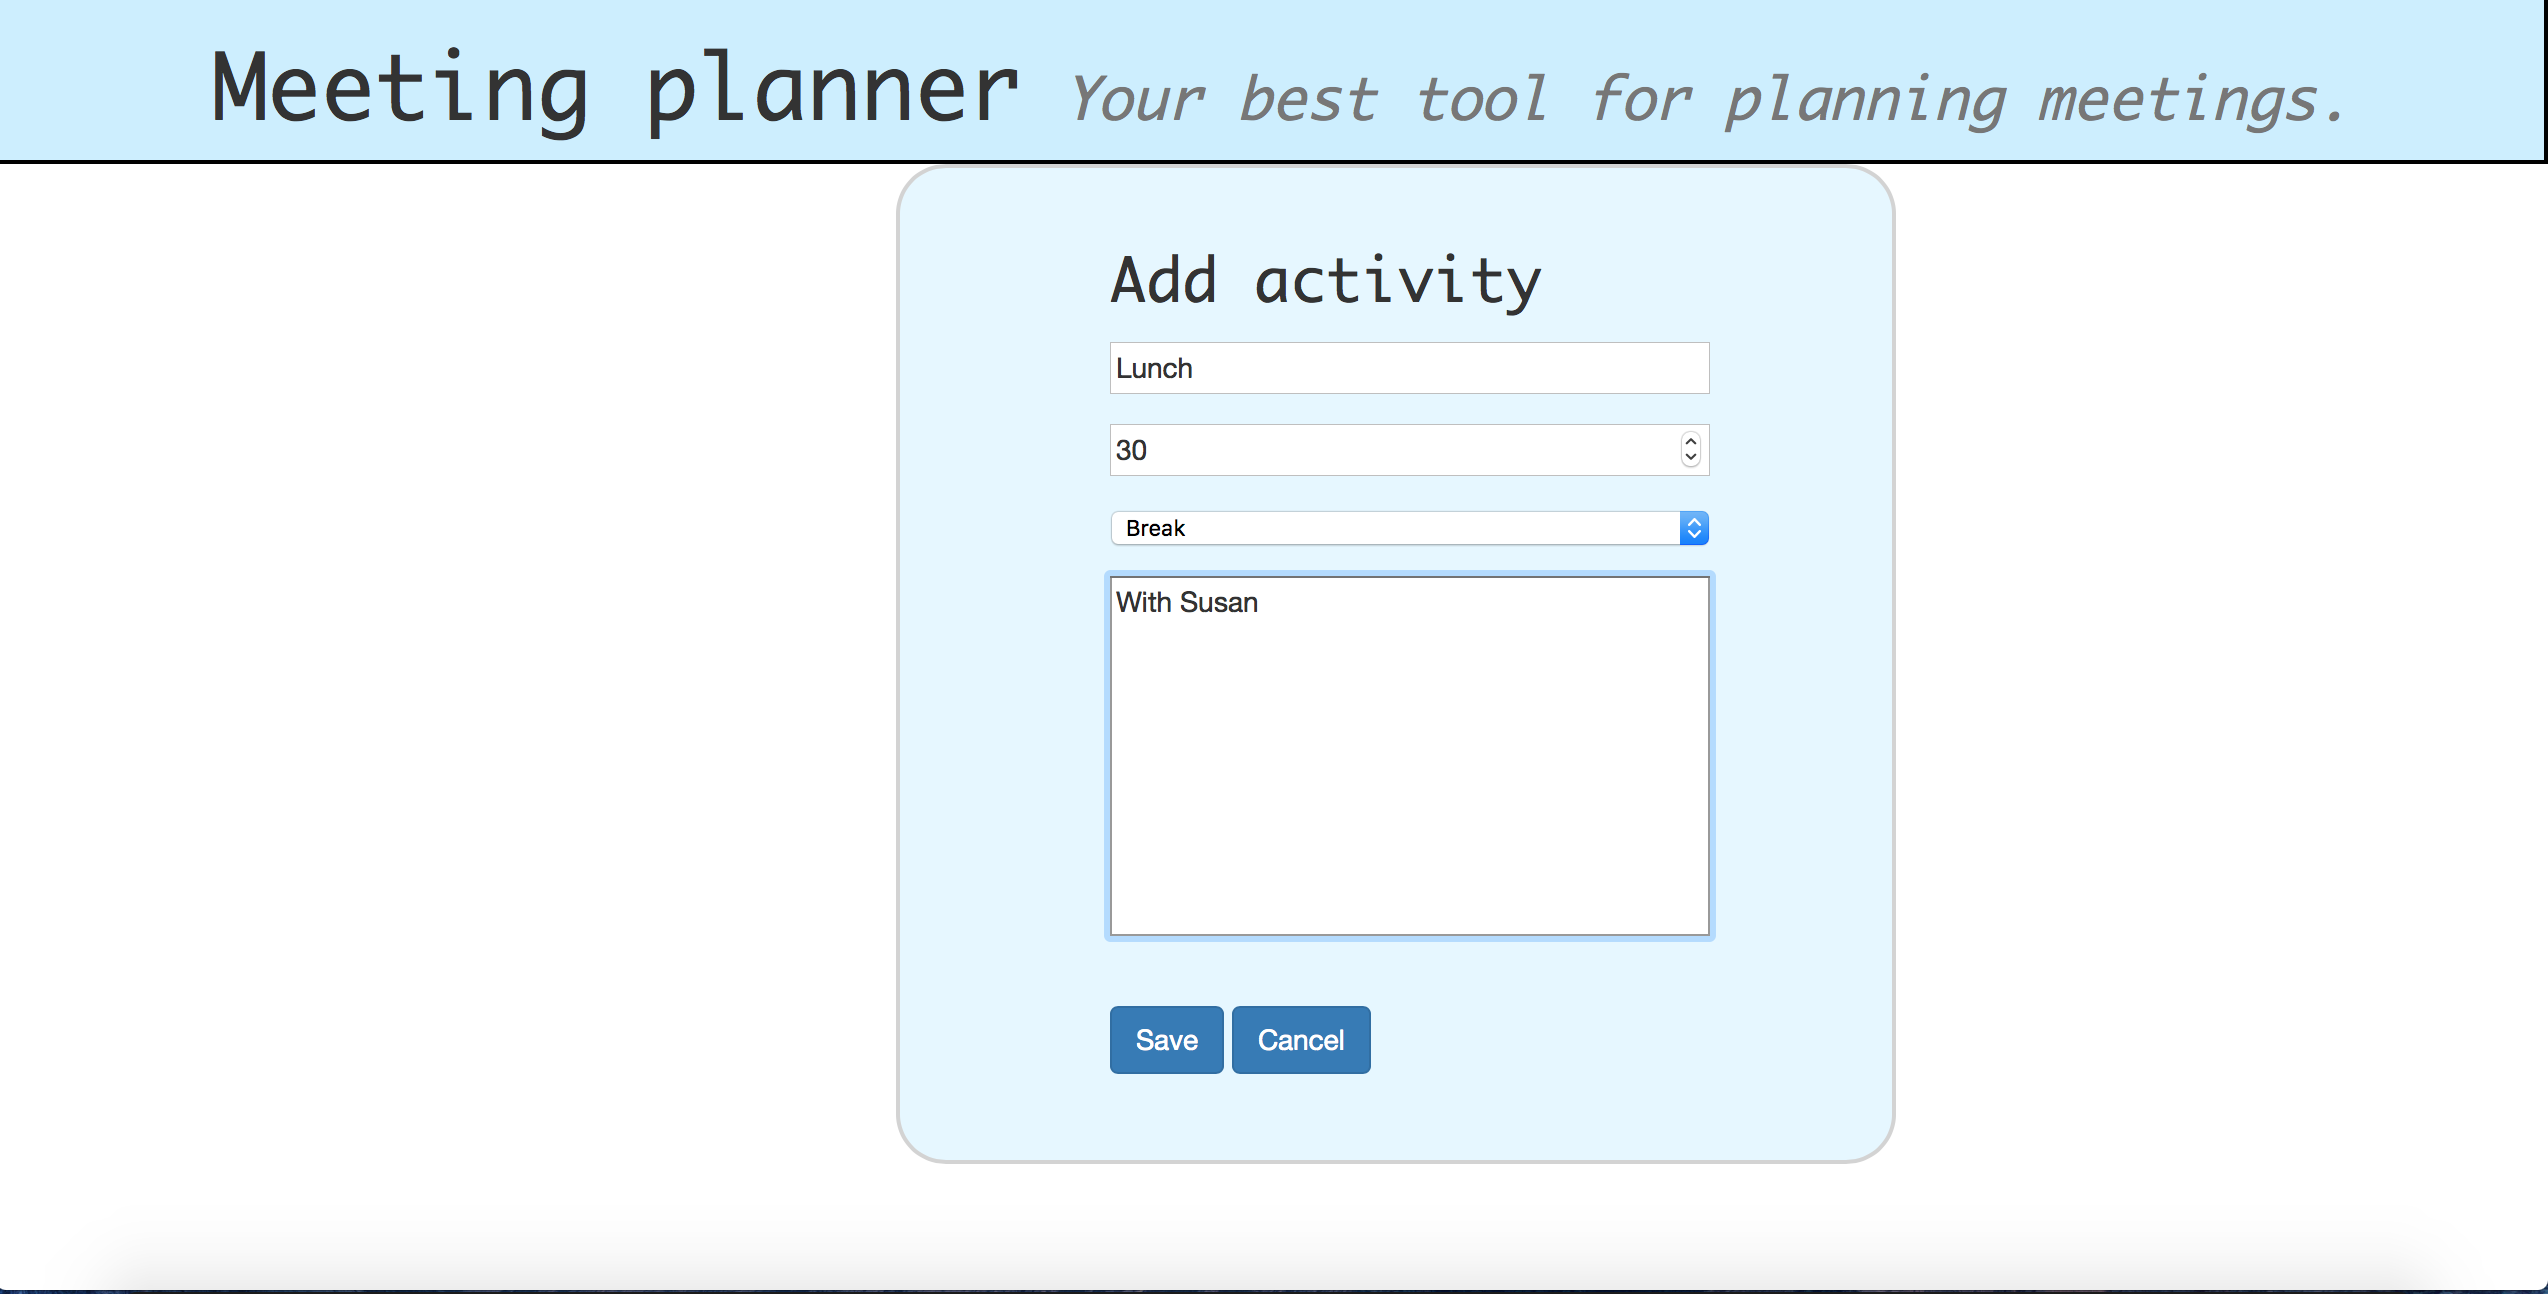 Meeting planner Your best tool for planning meetings.
Add activity
Lunch
30
Break
With Susan
Save Cancel